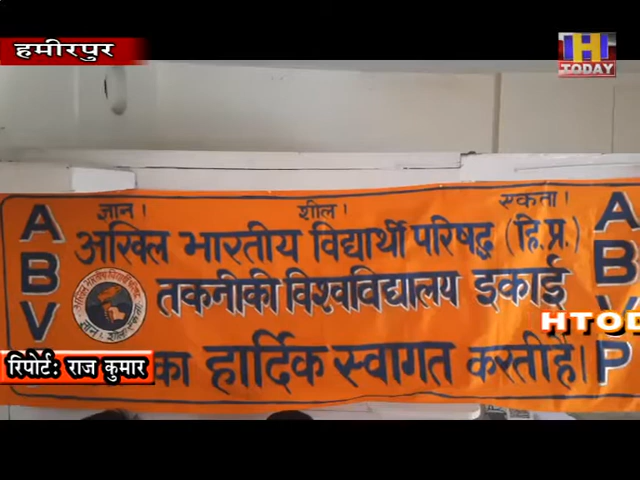 हमीरपुर
H
TODAY
ज्ञान। शील। एकता।
अखिल भारतीय विद्यार्थी परिषद् (हि.प्र.)
तकनीकी विश्वविद्यालय इकाई
का हार्दिक स्वागत करती है।
ABV
ABVP
HTOD
रिपोर्ट: राज कुमार